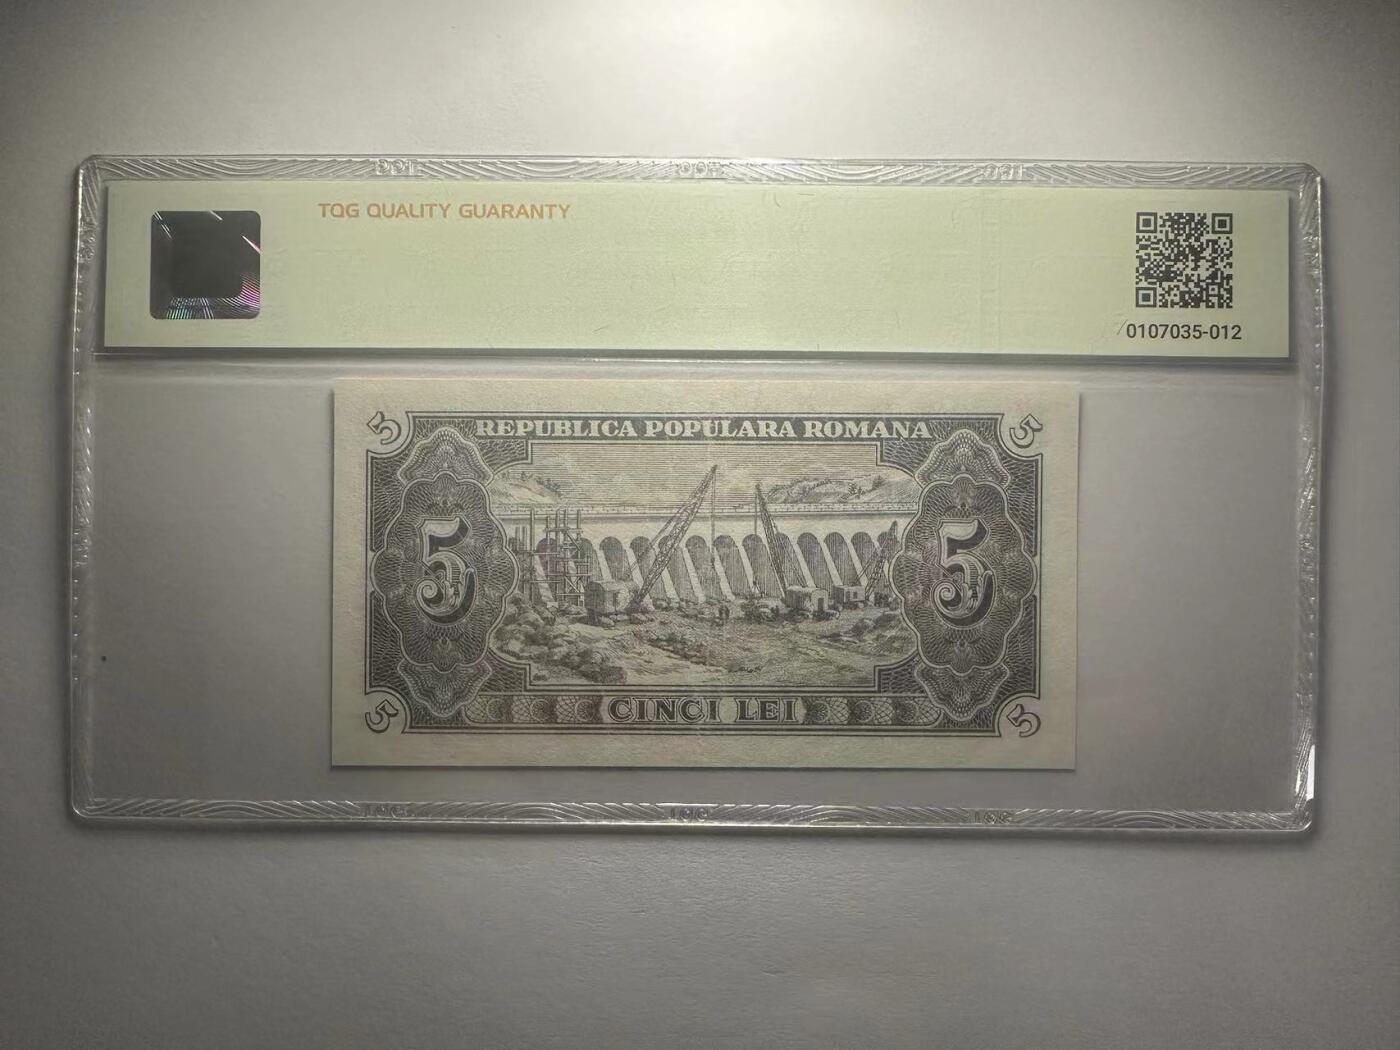 TQG QUALITY GUARANTY
0107035-012
5 5
REPUBLICA POPULARA ROMANA
5 5
5 5
CINCI LEI